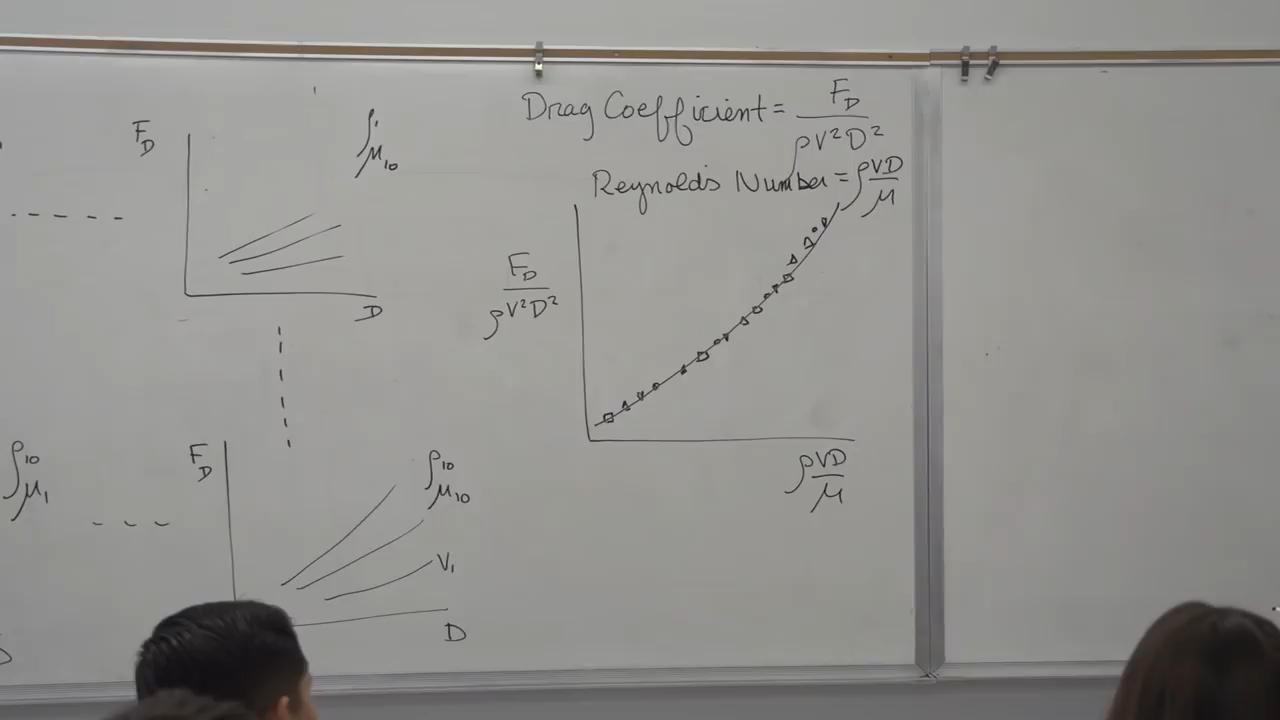 Drag Coefficient = F_D / ρV²D²
Reynolds Number = ρVD / μ
F_D
ρ₁
μ₁₀
D
F_D / ρV²D²
ρVD / μ
ρ₁₀
μ₁
F_D
ρ₁₀
μ₁₀
V₁
D